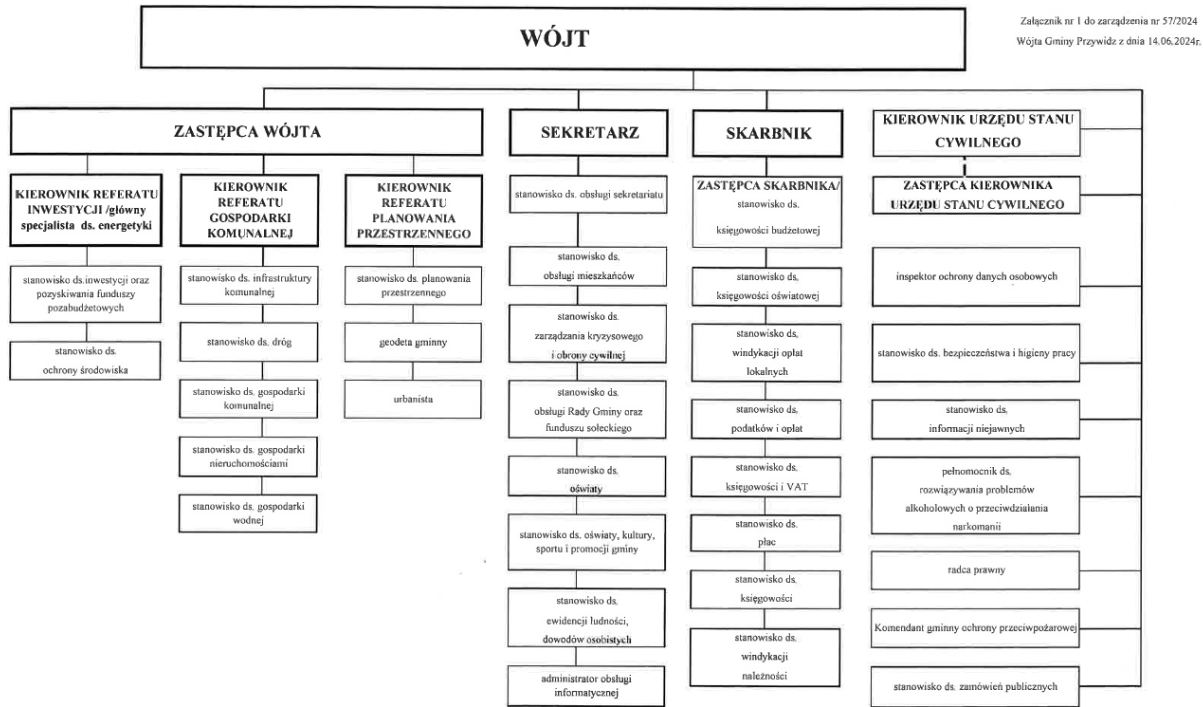 WÓJT
Załącznik nr 1 do zarządzenia nr 57/2024
Wójta Gminy Przywidz z dnia 14.06.2024r.
ZASTĘPCA WÓJTA
KIEROWNIK REFERATU
INWESTYCJI /główny
specjalista ds. energetyki
stanowisko ds.inwestycji oraz
pozyskiwania funduszy
pozabudżetowych
stanowisko ds.
ochrony środowiska
KIEROWNIK
REFERATU
GOSPODARKI
KOMUNALNEJ
stanowisko ds. infrastruktury
komunalnej
stanowisko ds. dróg
stanowisko ds. gospodarki
komunalnej
stanowisko ds. gospodarki
nieruchomościami
stanowisko ds. gospodarki
wodnej
KIEROWNIK
REFERATU
PLANOWANIA
PRZESTRZENNEGO
stanowisko ds. planowania
przestrzennego
geodeta gminny
urbanista
SEKRETARZ
stanowisko ds. obsługi sekretariatu
stanowisko ds.
obsługi mieszkańców
stanowisko ds.
zarządzania kryzysowego
i obrony cywilnej
stanowisko ds.
obsługi Rady Gminy oraz
funduszu sołeckiego
stanowisko ds.
oświaty
stanowisko ds. oświaty, kultury,
sportu i promocji gminy
stanowisko ds.
ewidencji ludności,
dowodów osobistych
administrator obsługi
informatycznej
SKARBNIK
ZASTĘPCA SKARBNIKA/
stanowisko ds.
księgowości budżetowej
stanowisko ds.
księgowości oświatowej
stanowisko ds.
windykacji opłat
lokalnych
stanowisko ds.
podatków i opłat
stanowisko ds.
księgowości i VAT
stanowisko ds.
płac
stanowisko ds.
księgowości
stanowisko ds.
windykacji
należności
KIEROWNIK URZĘDU STANU
CYWILNEGO
ZASTĘPCA KIEROWNIKA
URZĘDU STANU CYWILNEGO
inspektor ochrony danych osobowych
stanowisko ds. bezpieczeństwa i higieny pracy
stanowisko ds.
informacji niejawnych
pełnomocnik ds.
rozwiązywania problemów
alkoholowych o przeciwdziałania
narkomanii
radca prawny
Komendant gminny ochrony przeciwpożarowej
stanowisko ds. zamówień publicznych